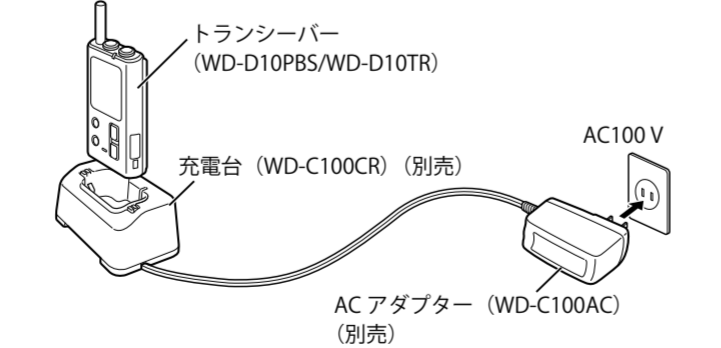 トランシーバー
（WD-D10PBS/WD-D10TR）
AC100 V
充電台（WD-C100CR）（別売）
AC アダプター（WD-C100AC）
（別売）